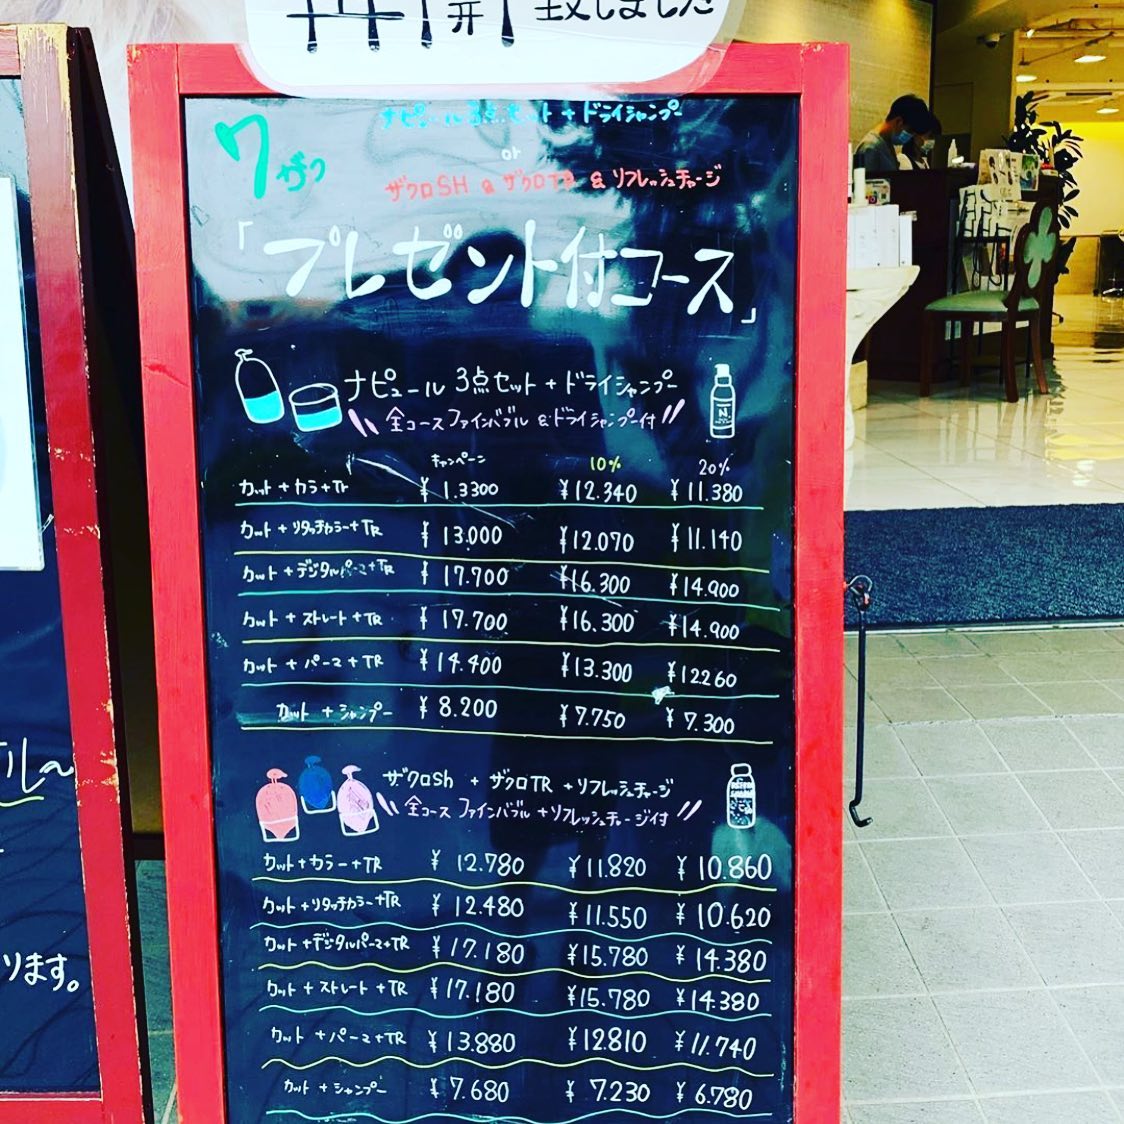 再開 致しました
ナピュール3点セット+ドライシャンプー
or
ザクロSH & ザクロTR & リフレッシュチャージ
「プレゼント付コース」
ナピュール 3点セット + ドライシャンプー
全コースファインバブル&ドライシャンプー付
キャンペーン 10% 20%
カット+カラ+Tr ¥1.3300 ¥12.340 ¥11.380
カット+リタッチカラー+TR ¥13.000 ¥12.070 ¥11.140
カット+デジタルパーマ+TR ¥17.700 ¥16.300 ¥14.900
カット+ストレート+TR ¥17.700 ¥16.300 ¥14.900
カット+パーマ+TR ¥14.400 ¥13.300 ¥12260
カット+シャンプー ¥8.200 ¥7.750 ¥7.300
ザクロSh + ザクロTR + リフレッシュチャージ
全コース ファインバブル+リフレッシュチャージ付
カット+カラー+TR ¥12.780 ¥11.820 ¥10.860
カット+リタッチカラー+TR ¥12.480 ¥11.550 ¥10.620
カット+デジタルパーマ+TR ¥17.180 ¥15.780 ¥14.380
カット+ストレート+TR ¥17.180 ¥15.780 ¥14.380
カット+パーマ+TR ¥13.880 ¥12.810 ¥11.740
カット+シャンプー ¥7.680 ¥7.230 ¥6.780
ります。